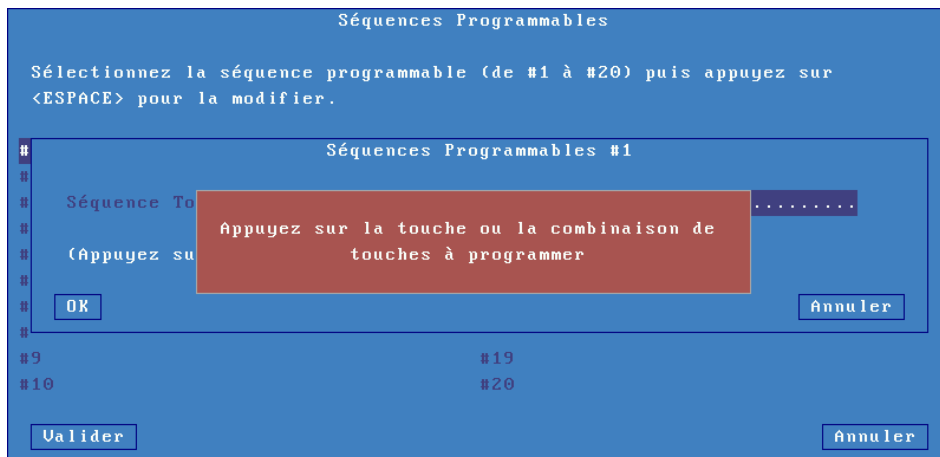 Séquences Programmables
Sélectionnez la séquence programmable (de #1 à #20) puis appuyez sur
<ESPACE> pour la modifier.
#
Séquences Programmables #1
#
# Séquence To .........
#
Appuyez sur la touche ou la combinaison de
# (Appuyez su
touches à programmer
#
# OK Annuler
#
#9 #19
#10 #20
Valider Annuler